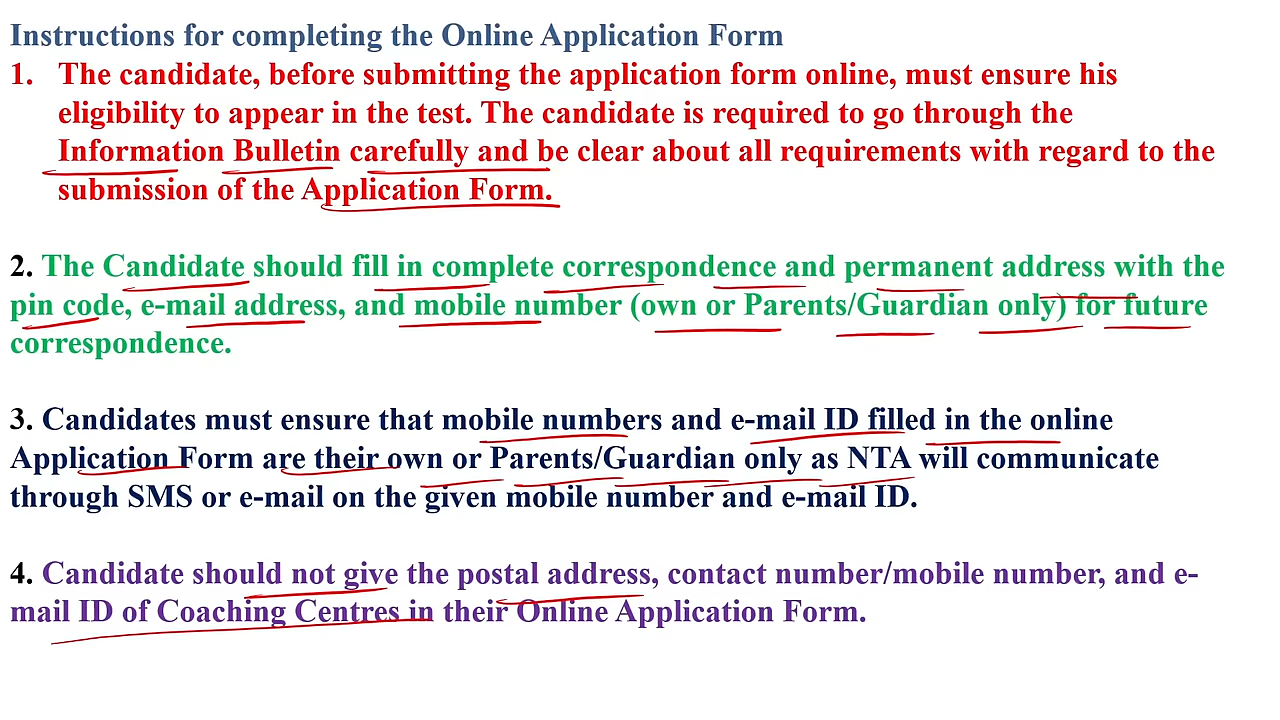 Instructions for completing the Online Application Form
1. The candidate, before submitting the application form online, must ensure his
eligibility to appear in the test. The candidate is required to go through the
Information Bulletin carefully and be clear about all requirements with regard to the
submission of the Application Form.
2. The Candidate should fill in complete correspondence and permanent address with the
pin code, e-mail address, and mobile number (own or Parents/Guardian only) for future
correspondence.
3. Candidates must ensure that mobile numbers and e-mail ID filled in the online
Application Form are their own or Parents/Guardian only as NTA will communicate
through SMS or e-mail on the given mobile number and e-mail ID.
4. Candidate should not give the postal address, contact number/mobile number, and e-
mail ID of Coaching Centres in their Online Application Form.